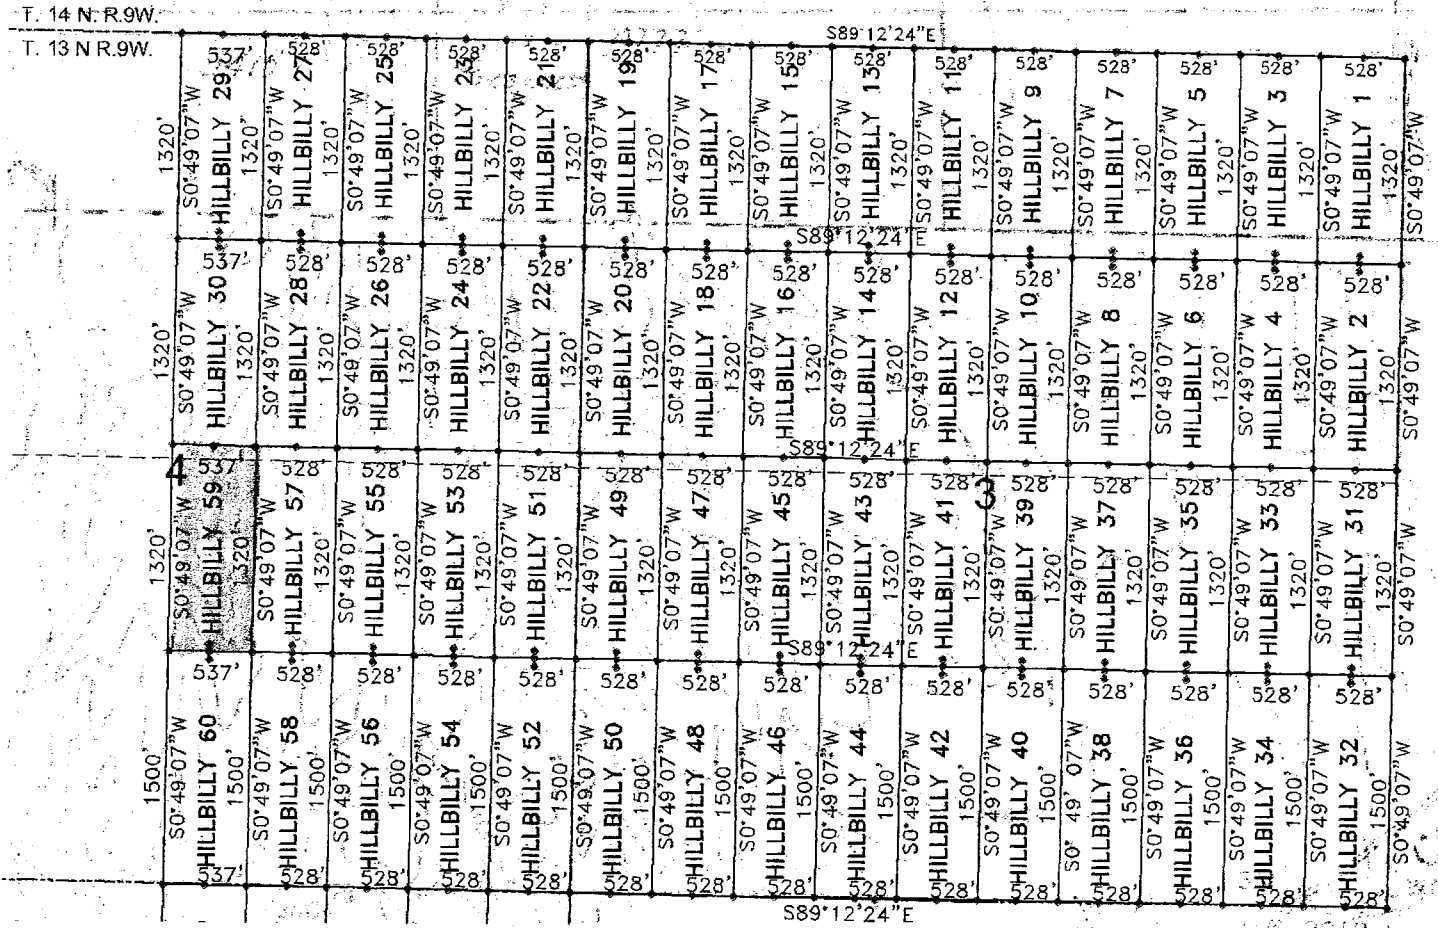 T. 14 N. R.9W.
T. 13 N R.9W.
S89°12'24"E
537' 528' 528' 528' 528' 528' 528' 528' 528' 528' 528' 528' 528' 528' 528'
1320' S0°49'07"W HILLBILLY 29 1320"
S0°49'07"W HILLBILLY 27 1320'
S0°49'07"W HILLBILLY 25 1320'
S0°49'07"W HILLBILLY 23 1320'
S0°49'07"W HILLBILLY 21 1320'
S0°49'07"W HILLBILLY 19 1320'
S0°49'07"W HILLBILLY 17 1320'
S0°49'07"W HILLBILLY 15 1320'
S0°49'07"W HILLBILLY 13 1320'
S0°49'07"W HILLBILLY 11 1320'
S0°49'07"W HILLBILLY 9 1320'
S0°49'07"W HILLBILLY 7 1320'
S0°49'07"W HILLBILLY 5 1320'
S0°49'07"W HILLBILLY 3 1320'
S0°49'07"W HILLBILLY 1 1320' S0°49'07"W
S89°12'24"E
537' 528' 528' 528' 528' 528' 528' 528' 528' 528' 528' 528' 528' 528' 528'
1320' S0°49'07"W HILLBILLY 30 1320'
S0°49'07"W HILLBILLY 28 1320'
S0°49'07"W HILLBILLY 26 1320'
S0°49'07"W HILLBILLY 24 1320'
S0°49'07"W HILLBILLY 22 1320'
S0°49'07"W HILLBILLY 20 1320'
S0°49'07"W HILLBILLY 18 1320'
S0°49'07"W HILLBILLY 16 1320'
S0°49'07"W HILLBILLY 14 1320'
S0°49'07"W HILLBILLY 12 1320'
S0°49'07"W HILLBILLY 10 1320'
S0°49'07"W HILLBILLY 8 1320'
S0°49'07"W HILLBILLY 6 1320'
S0°49'07"W HILLBILLY 4 1320'
S0°49'07"W HILLBILLY 2 1320' S0°49'07"W
S89°12'24"E
4 3
537' 528' 528' 528' 528' 528' 528' 528' 528' 528' 528' 528' 528' 528' 528'
1320' S0°49'07"W HILLBILLY 59 1320'
S0°49'07"W HILLBILLY 57 1320'
S0°49'07"W HILLBILLY 55 1320'
S0°49'07"W HILLBILLY 53 1320'
S0°49'07"W HILLBILLY 51 1320'
S0°49'07"W HILLBILLY 49 1320'
S0°49'07"W HILLBILLY 47 1320'
S0°49'07"W HILLBILLY 45 1320'
S0°49'07"W HILLBILLY 43 1320'
S0°49'07"W HILLBILLY 41 1320'
S0°49'07"W HILLBILLY 39 1320'
S0°49'07"W HILLBILLY 37 1320'
S0°49'07"W HILLBILLY 35 1320'
S0°49'07"W HILLBILLY 33 1320'
S0°49'07"W HILLBILLY 31 1320' S0°49'07"W
S89°12'24"E
537' 528' 528' 528' 528' 528' 528' 528' 528' 528' 528' 528' 528' 528' 528'
1500' S0°49'07"W HILLBILLY 60 1500'
S0°49'07"W HILLBILLY 58 1500'
S0°49'07"W HILLBILLY 56 1500'
S0°49'07"W HILLBILLY 54 1500'
S0°49'07"W HILLBILLY 52 1500'
S0°49'07"W HILLBILLY 50 1500'
S0°49'07"W HILLBILLY 48 1500'
S0°49'07"W HILLBILLY 46 1500'
S0°49'07"W HILLBILLY 44 1500'
S0°49'07"W HILLBILLY 42 1500'
S0°49'07"W HILLBILLY 40 1500'
S0° 49' 07"W HILLBILLY 38 1500'
S0°49'07"W HILLBILLY 36 1500'
S0°49'07"W HILLBILLY 34 1500'
S0°49'07"W HILLBILLY 32 1500' S0°49'07"W
537' 528' 528' 528' 528' 528' 528' 528' 528' 528' 528' 528' 528' 528' 528'
S89°12'24"E